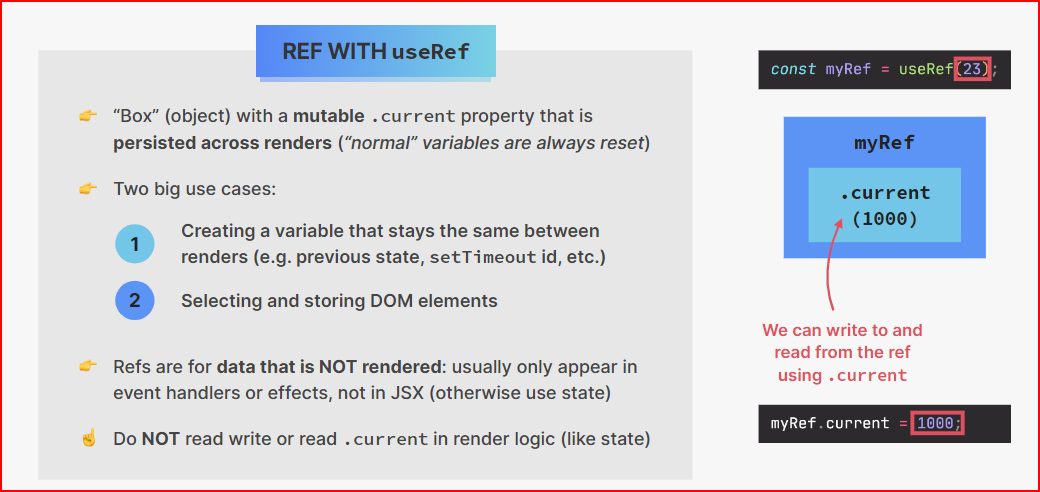 REF WITH useRef
👉 “Box” (object) with a mutable .current property that is
persisted across renders (“normal” variables are always reset)
👉 Two big use cases:
1 Creating a variable that stays the same between
renders (e.g. previous state, setTimeout id, etc.)
2 Selecting and storing DOM elements
👉 Refs are for data that is NOT rendered: usually only appear in
event handlers or effects, not in JSX (otherwise use state)
☝️ Do NOT read write or read .current in render logic (like state)
const myRef = useRef(23);
myRef
.current
(1000)
We can write to and
read from the ref
using .current
myRef.current = 1000;